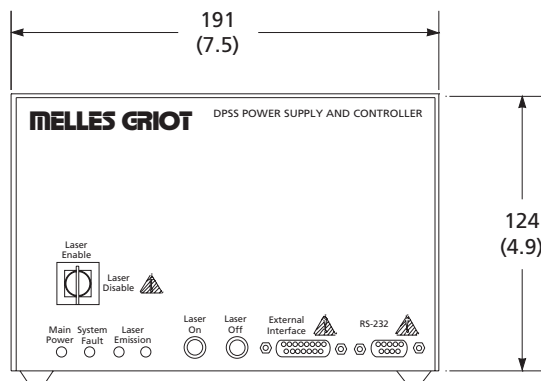 191
(7.5)
MELLES GRIOT
DPSS POWER SUPPLY AND CONTROLLER
124
(4.9)
Laser
Enable
Laser
Disable
Main
Power
System
Fault
Laser
Emission
Laser
On
Laser
Off
External
Interface
RS-232